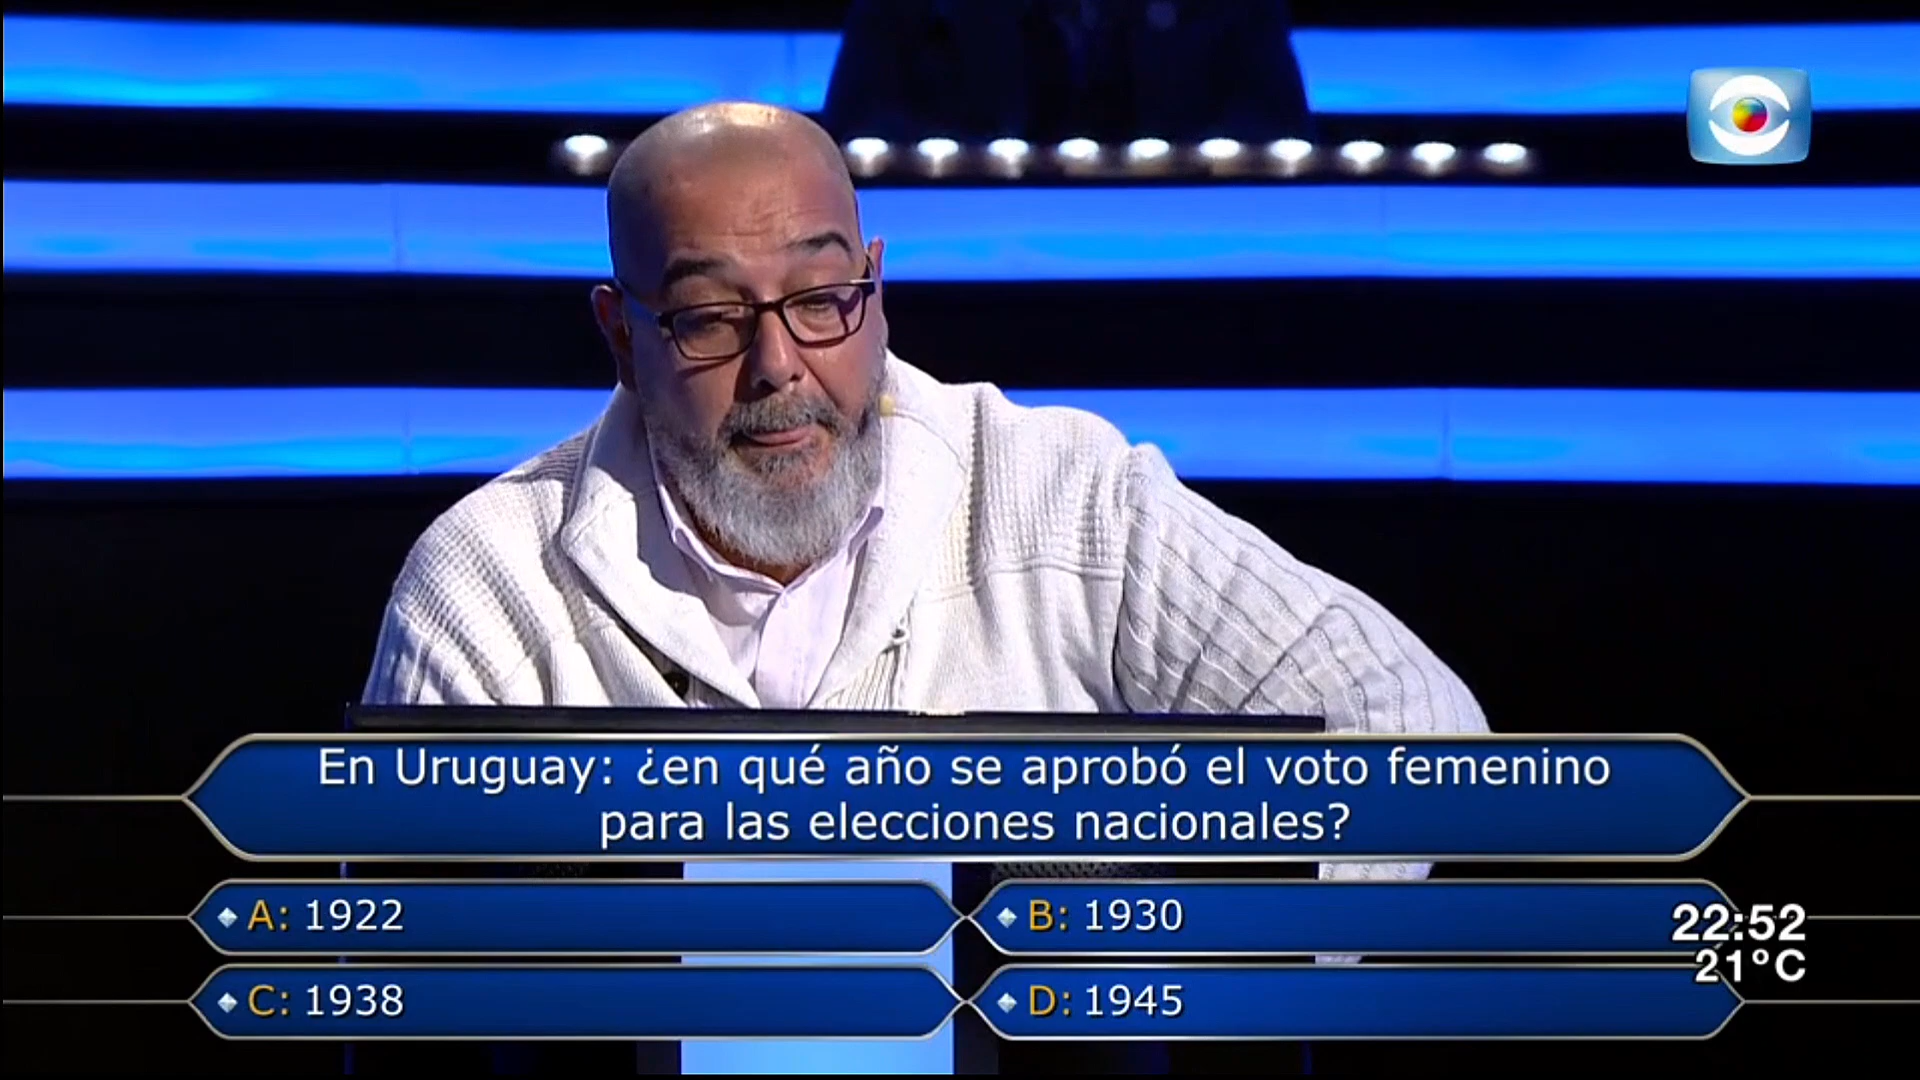 En Uruguay: ¿en qué año se aprobó el voto femenino
para las elecciones nacionales?
A: 1922
B: 1930
C: 1938
D: 1945
22:52
21°C